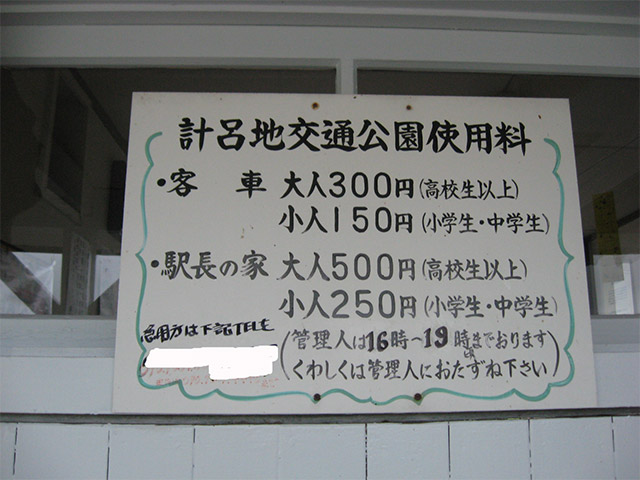 計呂地交通公園使用料
・客 車 大人300円(高校生以上)
小人150円(小学生・中学生)
・駅長の家 大人500円(高校生以上)
小人250円(小学生・中学生)
急用方は下記TELを
(管理人は16時~19時頃までおります
くわしくは管理人におたずね下さい)